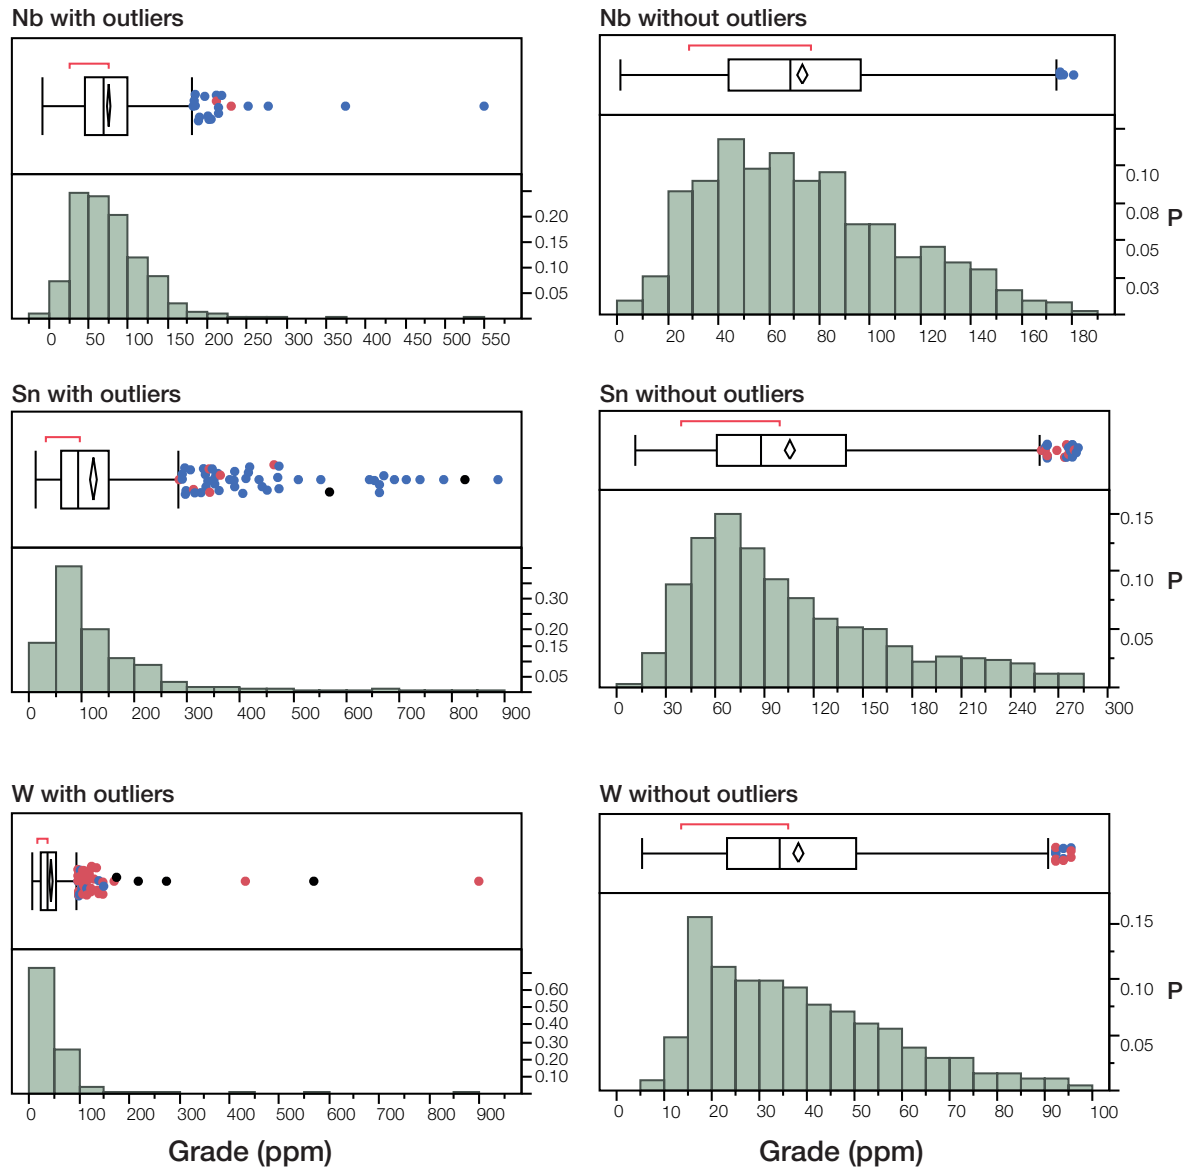 Nb with outliers
0.20
0.15
0.10
0.05
0 50 100 150 200 250 300 350 400 450 500 550
Nb without outliers
0.10
0.08
0.05
0.03
P
0 20 40 60 80 100 120 140 160 180
Sn with outliers
0.30
0.20
0.15
0.05
0 100 200 300 400 500 600 700 800 900
Sn without outliers
0.15
0.10
0.05
P
0 30 60 90 120 150 180 210 240 270 300
W with outliers
0.60
0.50
0.40
0.30
0.20
0.10
0 100 200 300 400 500 600 700 800 900
Grade (ppm)
W without outliers
0.15
0.10
0.05
P
0 10 20 30 40 50 60 70 80 90 100
Grade (ppm)